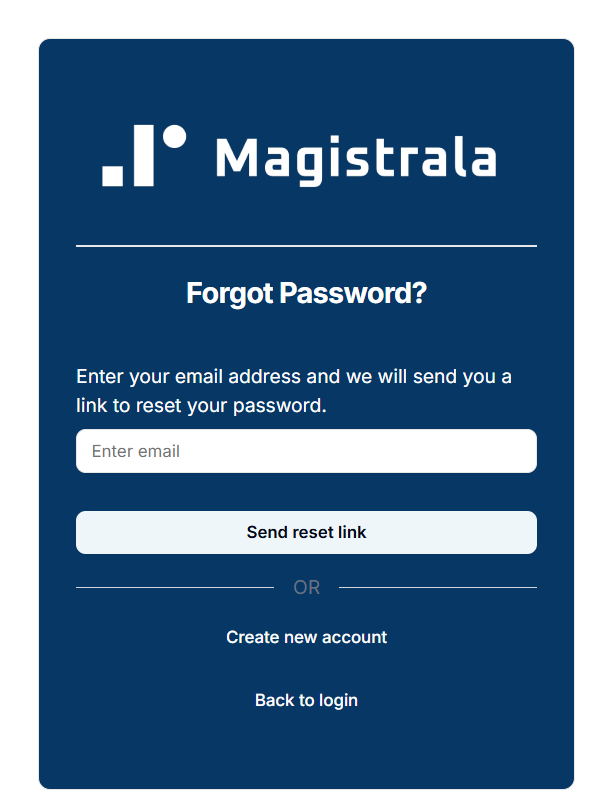 Magistrala
Forgot Password?
Enter your email address and we will send you a
link to reset your password.
Enter email
Send reset link
OR
Create new account
Back to login